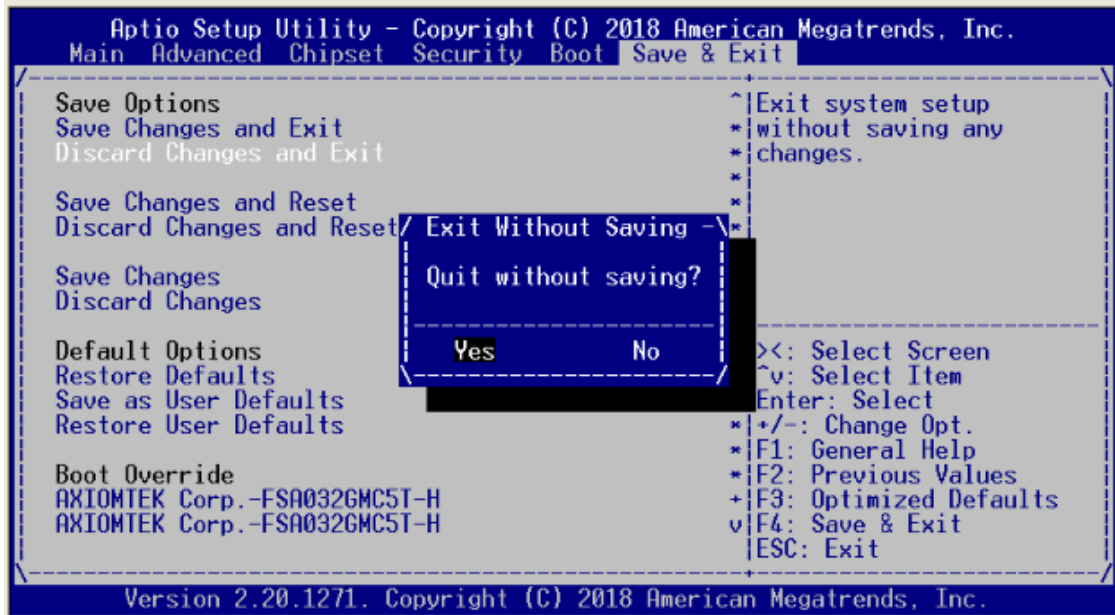 Aptio Setup Utility - Copyright (C) 2018 American Megatrends, Inc.
Main Advanced Chipset Security Boot Save & Exit
Save Options
Save Changes and Exit
Discard Changes and Exit
Save Changes and Reset
Discard Changes and Reset
Save Changes
Discard Changes
Default Options
Restore Defaults
Save as User Defaults
Restore User Defaults
Boot Override
AXIOMTEK Corp.-FSA032GMC5T-H
AXIOMTEK Corp.-FSA032GMC5T-H
Exit Without Saving
Quit without saving?
Yes No
Exit system setup
without saving any
changes.
><: Select Screen
^v: Select Item
Enter: Select
+/-: Change Opt.
F1: General Help
F2: Previous Values
F3: Optimized Defaults
F4: Save & Exit
ESC: Exit
Version 2.20.1271. Copyright (C) 2018 American Megatrends, Inc.